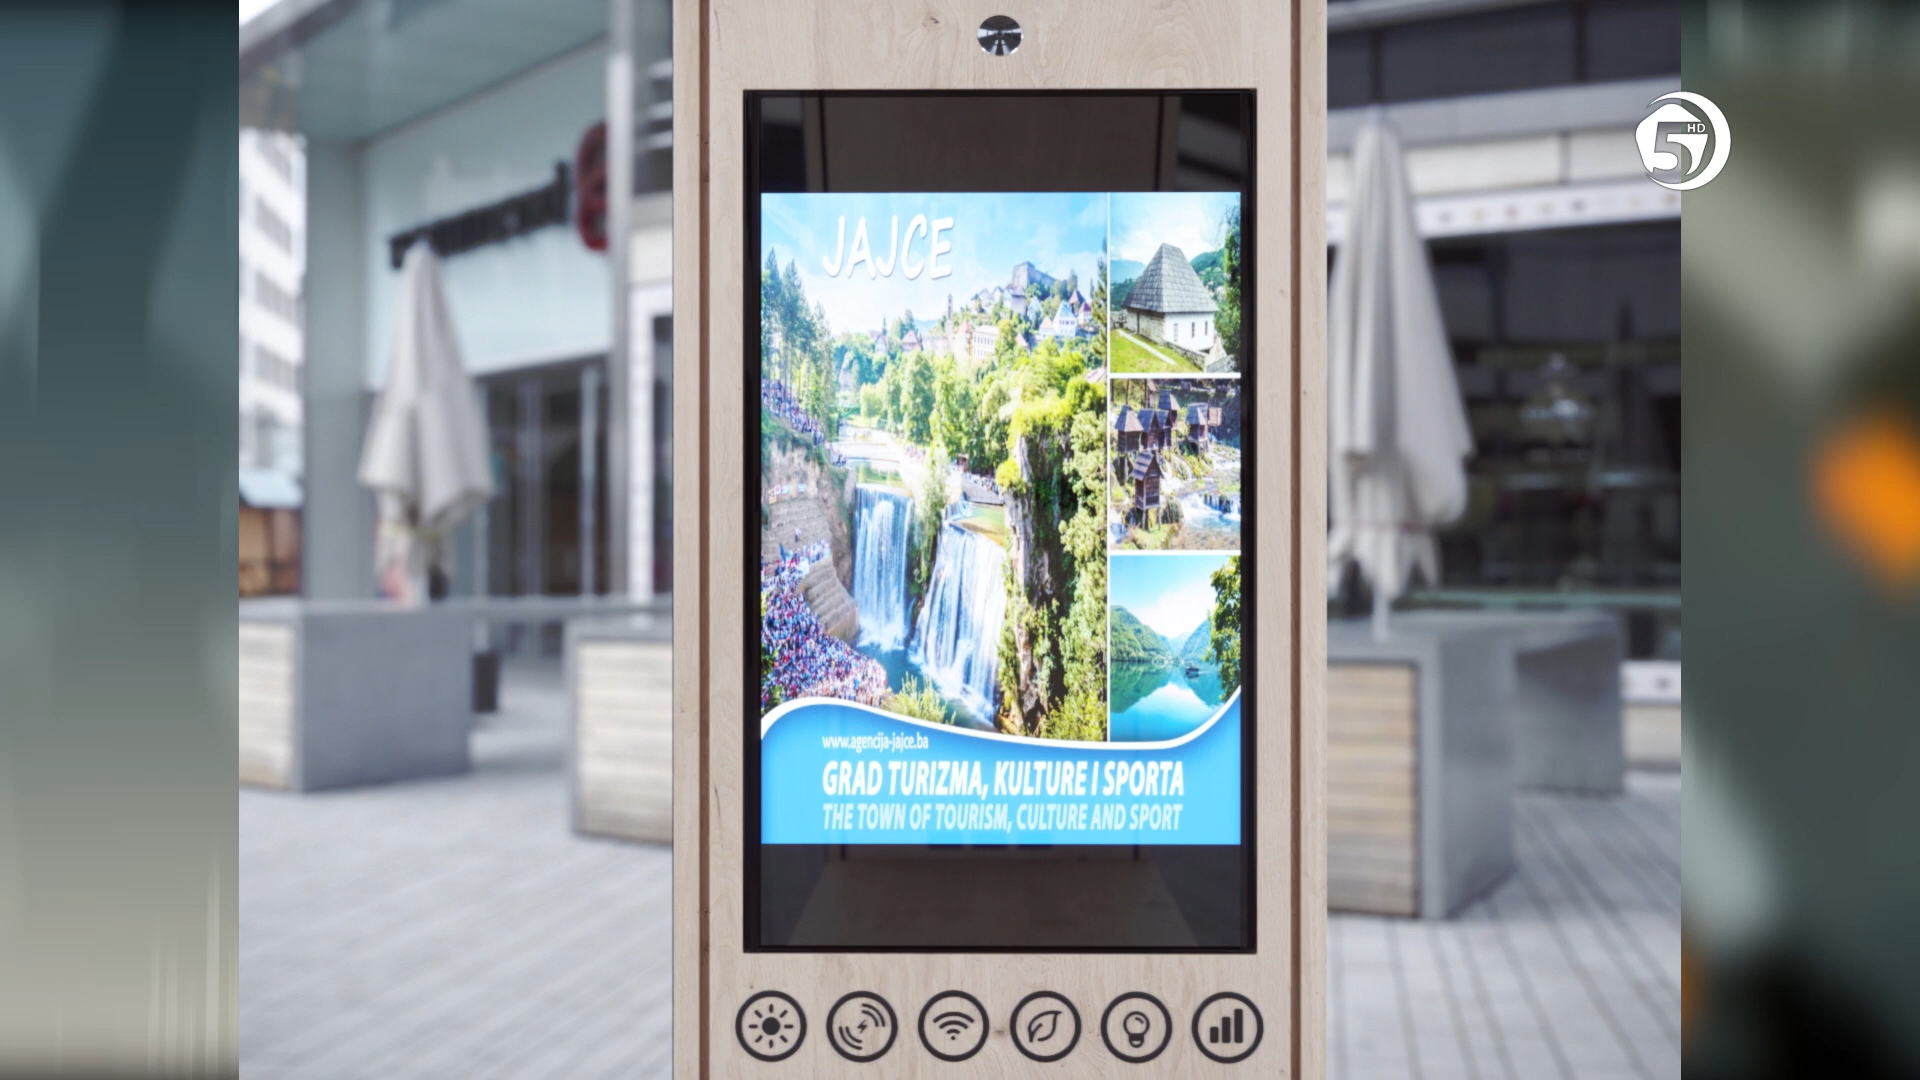 5 HD
JAJCE
www.agencija-jajce.ba
GRAD TURIZMA, KULTURE I SPORTA
THE TOWN OF TOURISM, CULTURE AND SPORT